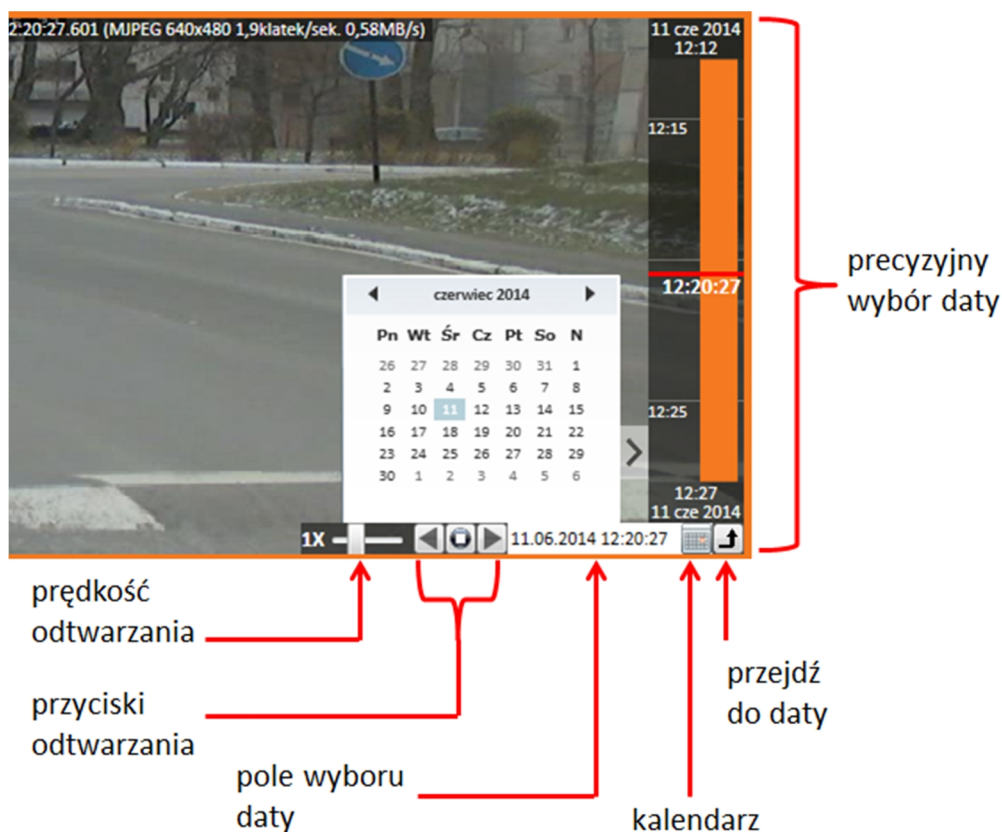 2:20:27.601 (MJPEG 640x480 1,9klatek/sek. 0,58MB/s)
11 cze 2014
12:12
12:15
12:20:27
12:25
12:27
11 cze 2014
czerwiec 2014
Pn Wt Śr Cz Pt So N
26 27 28 29 30 31 1
2 3 4 5 6 7 8
9 10 11 12 13 14 15
16 17 18 19 20 21 22
23 24 25 26 27 28 29
30 1 2 3 4 5 6
1X
11.06.2014 12:20:27
precyzyjny
wybór daty
prędkość
odtwarzania
przyciski
odtwarzania
pole wyboru
daty
kalendarz
przejdź
do daty